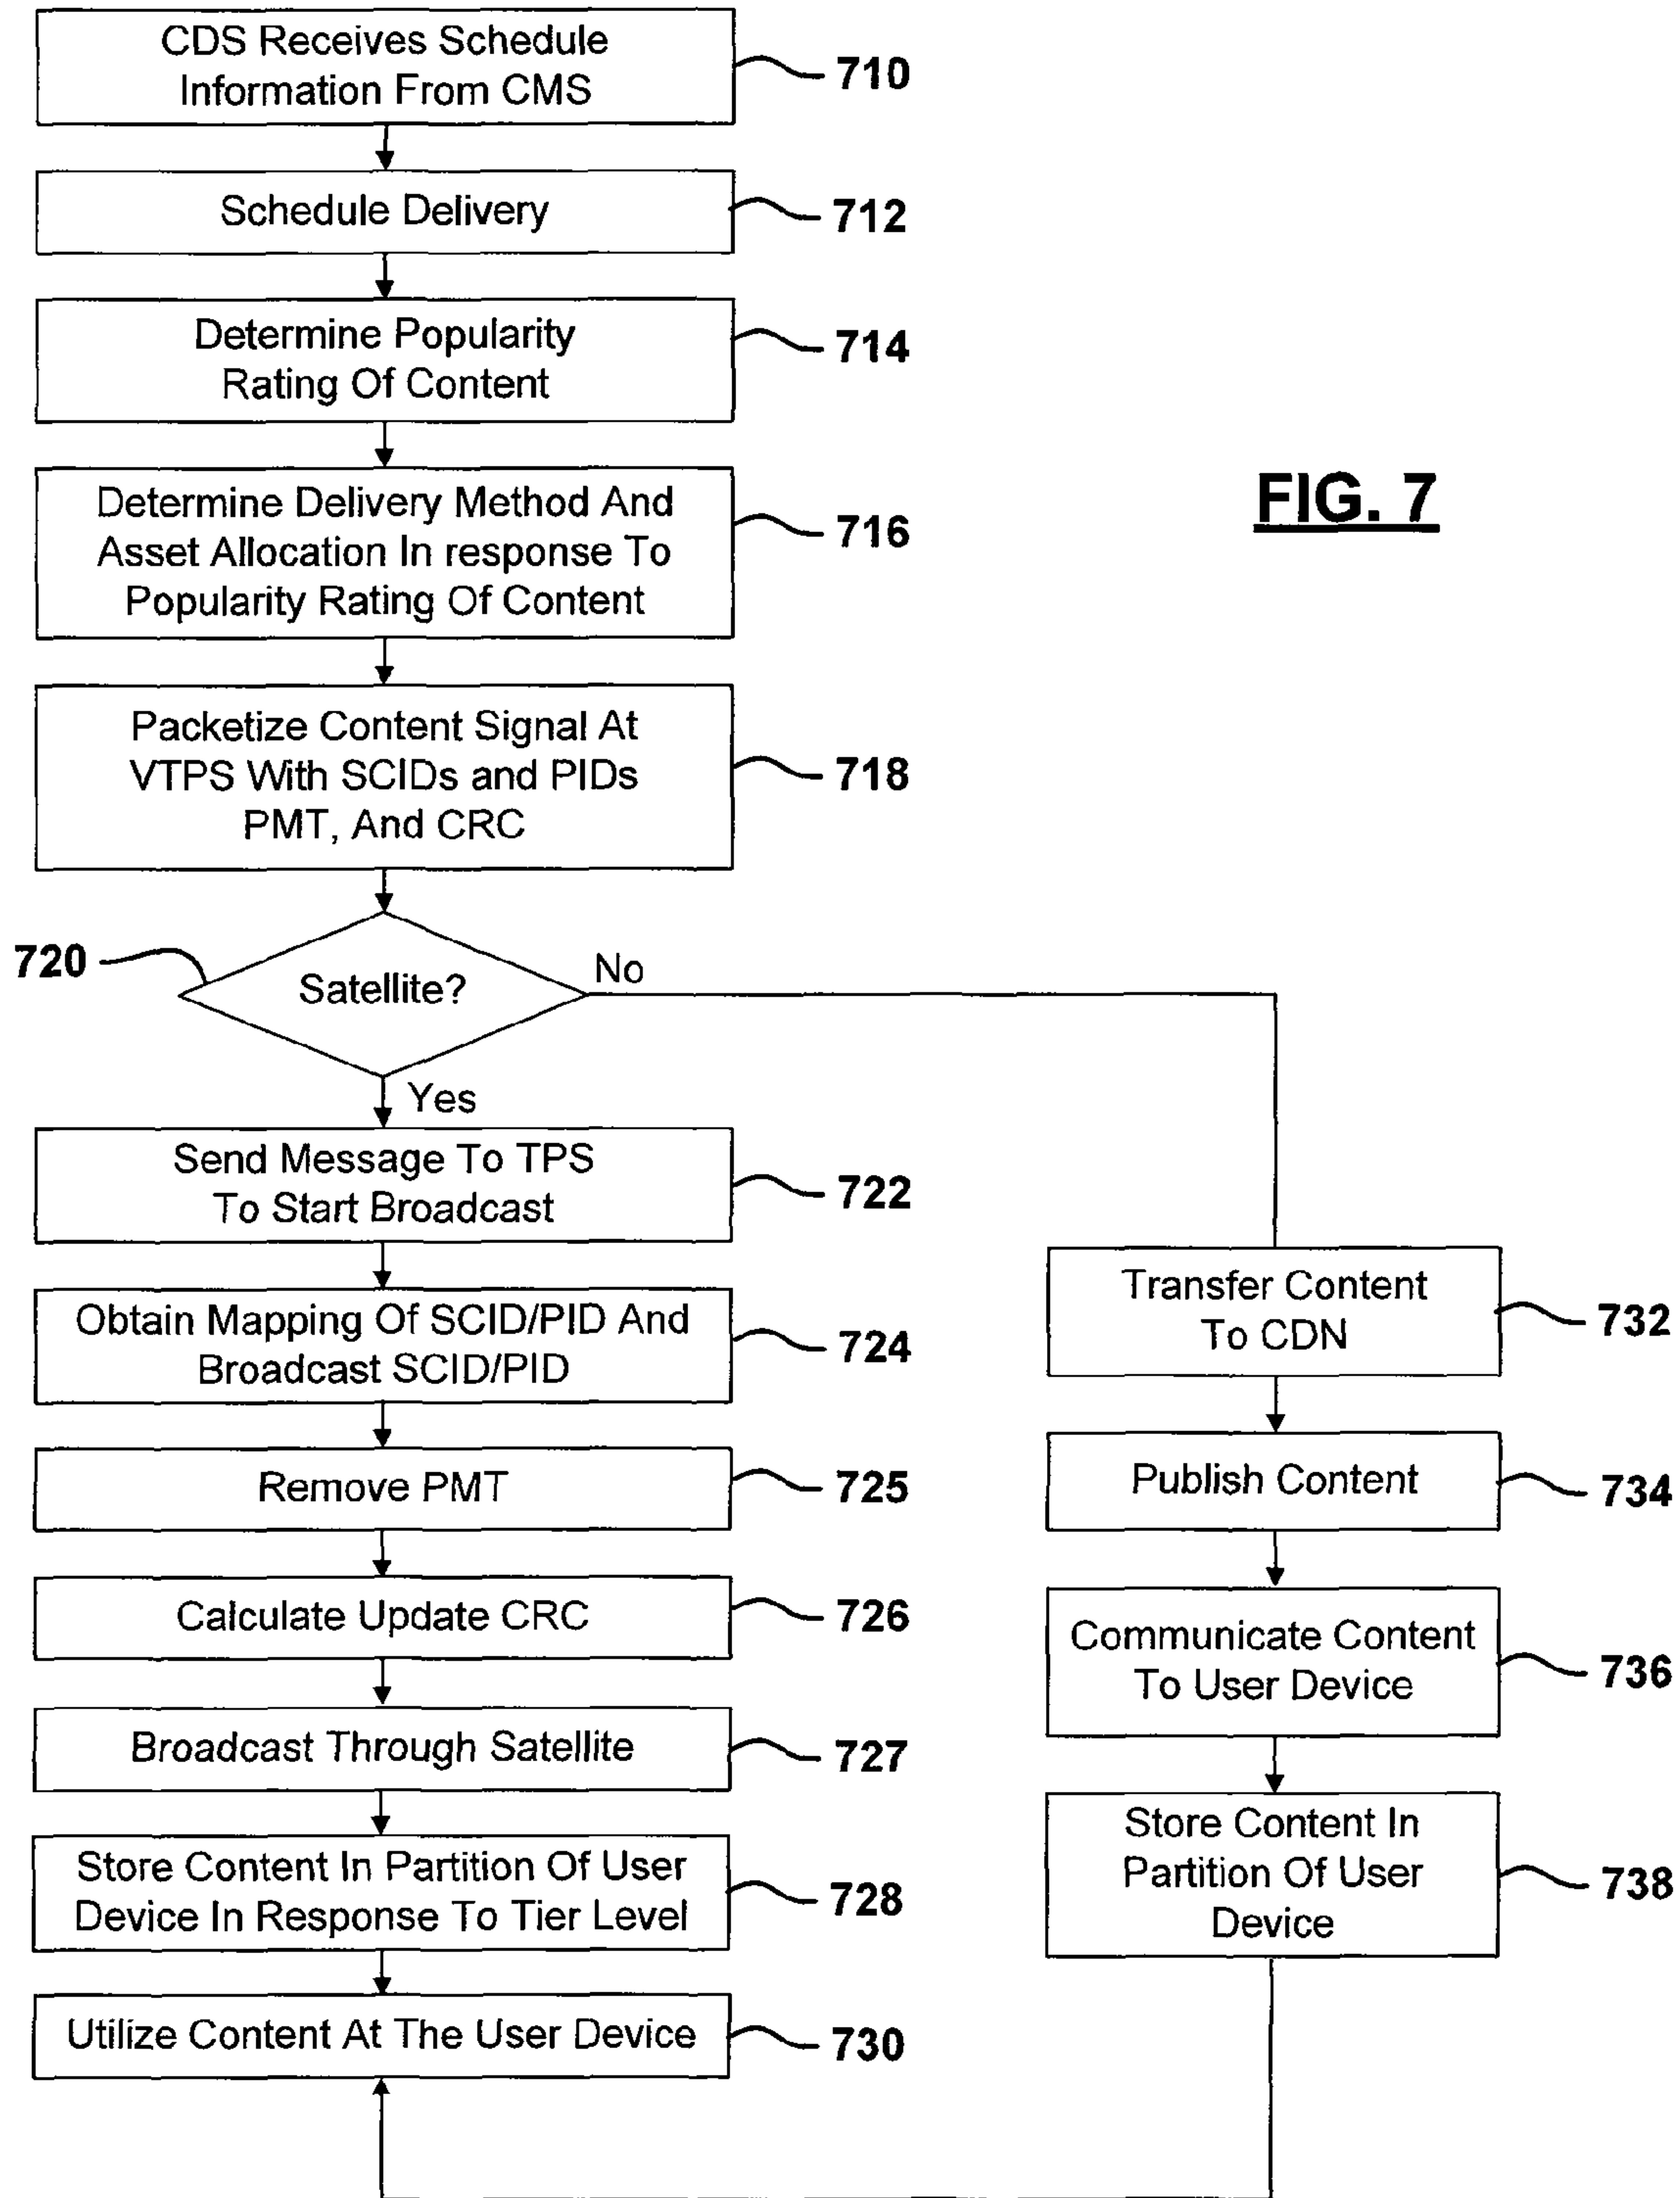 CDS Receives Schedule
Information From CMS
710
Schedule Delivery
712
Determine Popularity
Rating Of Content
714
Determine Delivery Method And
Asset Allocation In response To
Popularity Rating Of Content
716
FIG. 7
Packetize Content Signal At
VTPS With SCIDs and PIDs
PMT, And CRC
718
720
Satellite?
No
Yes
Send Message To TPS
To Start Broadcast
722
Obtain Mapping Of SCID/PID And
Broadcast SCID/PID
724
Remove PMT
725
Calculate Update CRC
726
Broadcast Through Satellite
727
Store Content In Partition Of User
Device In Response To Tier Level
728
Utilize Content At The User Device
730
Transfer Content
To CDN
732
Publish Content
734
Communicate Content
To User Device
736
Store Content In
Partition Of User
Device
738